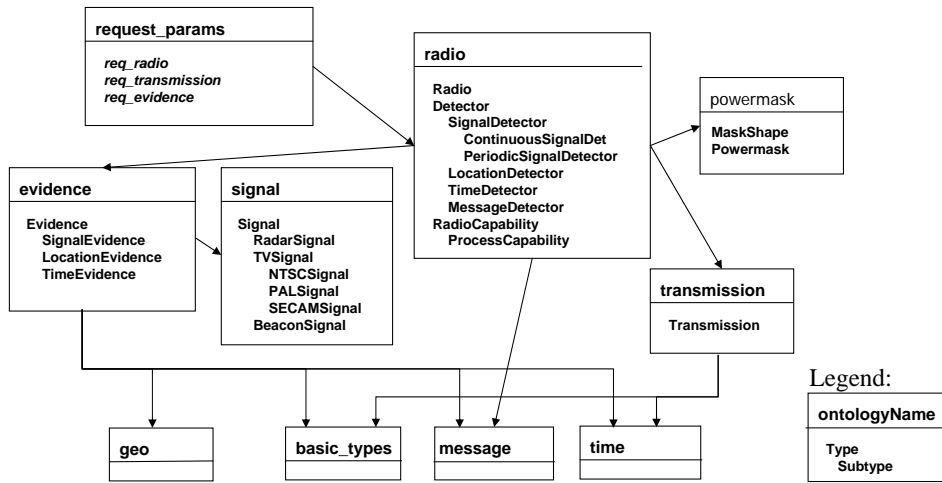 request_params
req_radio
req_transmission
req_evidence
radio
Radio
Detector
SignalDetector
ContinuousSignalDet
PeriodicSignalDetector
LocationDetector
TimeDetector
MessageDetector
RadioCapability
ProcessCapability
powermask
MaskShape
Powermask
evidence
Evidence
SignalEvidence
LocationEvidence
TimeEvidence
signal
Signal
RadarSignal
TVSignal
NTSCSignal
PALSignal
SECAMSignal
BeaconSignal
transmission
Transmission
geo
basic_types
message
time
Legend:
ontologyName
Type
Subtype